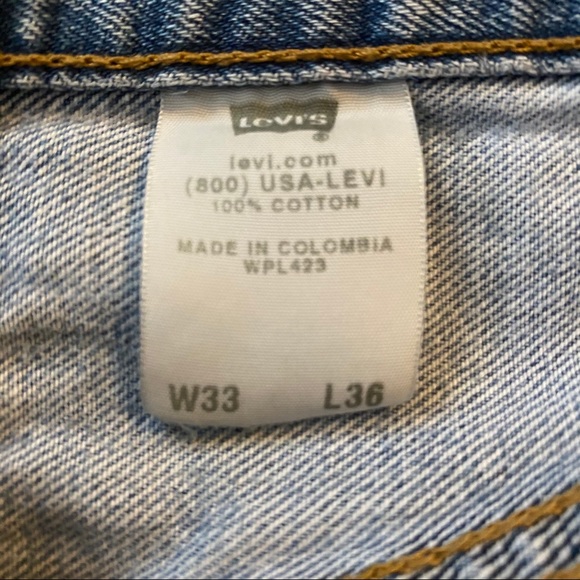 Levi's
®
levi.com
(800) USA-LEVI
100% COTTON
MADE IN COLOMBIA
WPL423
W33 L36